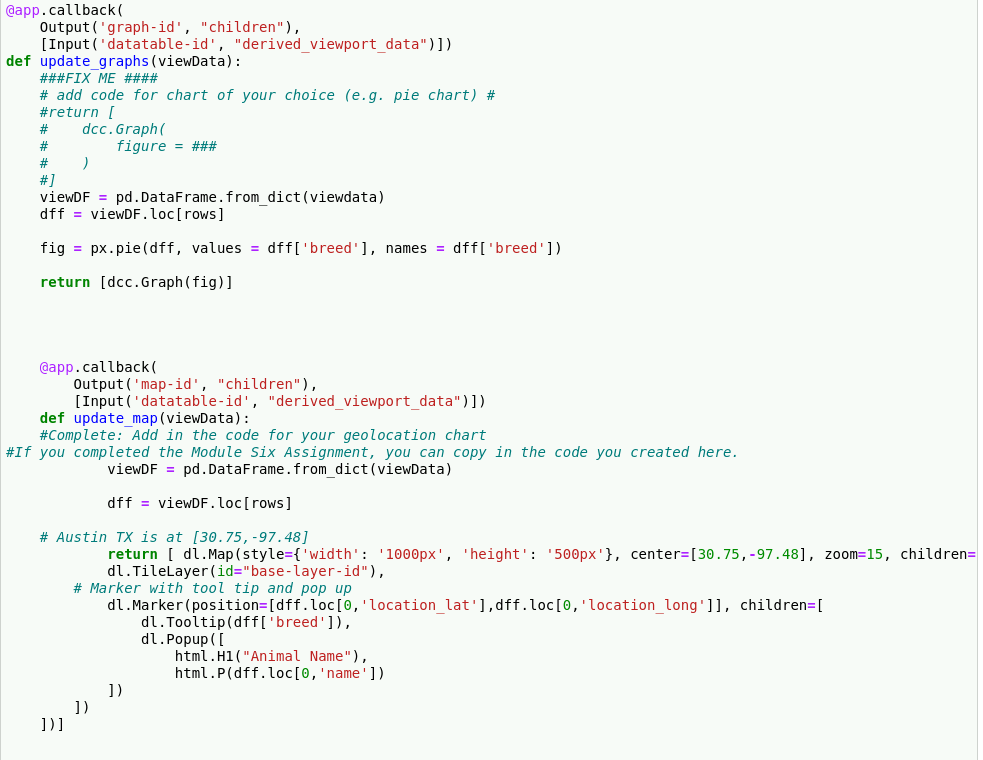 @app.callback(
    Output('graph-id', "children"),
    [Input('datatable-id', "derived_viewport_data")])
def update_graphs(viewData):
    ###FIX ME ####
    # add code for chart of your choice (e.g. pie chart) #
    #return [
    #    dcc.Graph(
    #        figure = ###
    #    )
    #]
    viewDF = pd.DataFrame.from_dict(viewdata)
    dff = viewDF.loc[rows]
    fig = px.pie(dff, values = dff['breed'], names = dff['breed'])
    return [dcc.Graph(fig)]
    @app.callback(
        Output('map-id', "children"),
        [Input('datatable-id', "derived_viewport_data")])
    def update_map(viewData):
    #Complete: Add in the code for your geolocation chart
#If you completed the Module Six Assignment, you can copy in the code you created here.
            viewDF = pd.DataFrame.from_dict(viewData)
            dff = viewDF.loc[rows]
    # Austin TX is at [30.75,-97.48]
            return [ dl.Map(style={'width': '1000px', 'height': '500px'}, center=[30.75,-97.48], zoom=15, children=
            dl.TileLayer(id="base-layer-id"),
        # Marker with tool tip and pop up
            dl.Marker(position=[dff.loc[0,'location_lat'],dff.loc[0,'location_long']], children=[
                dl.Tooltip(dff['breed']),
                dl.Popup([
                    html.H1("Animal Name"),
                    html.P(dff.loc[0,'name'])
            ])
        ])
    ])]